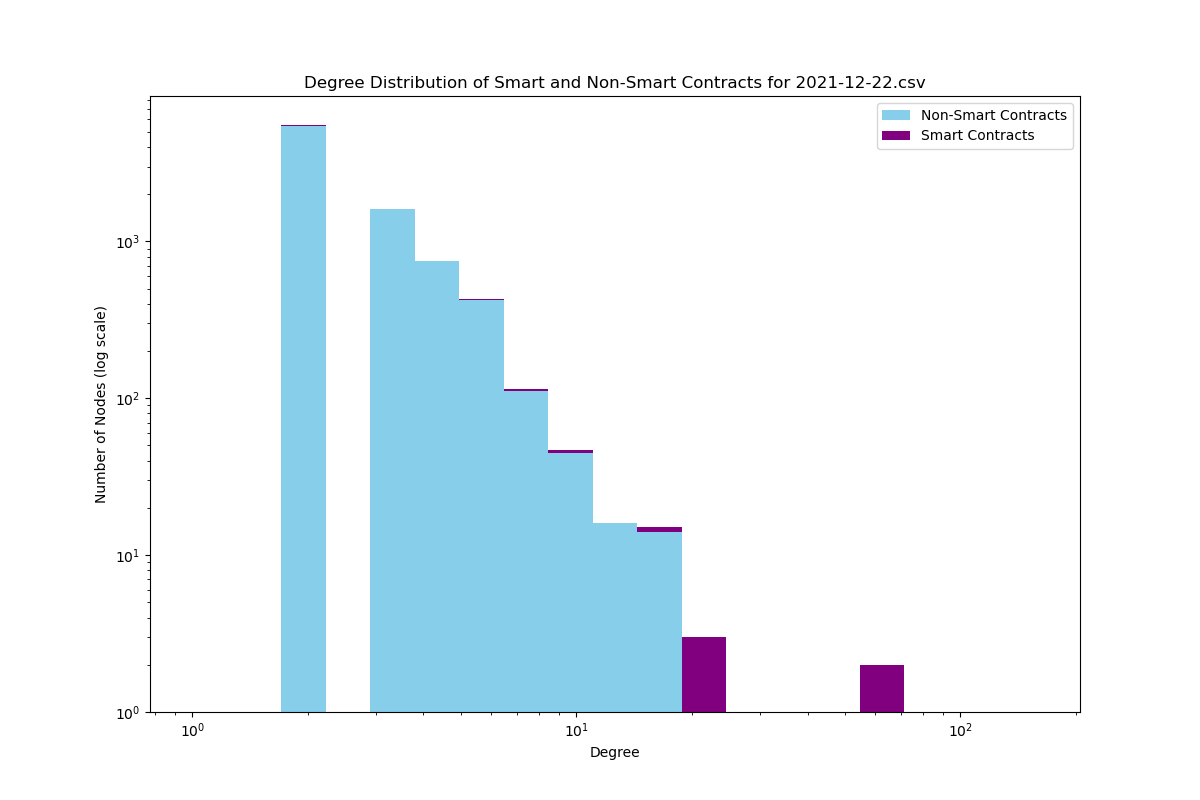 Degree Distribution of Smart and Non-Smart Contracts for 2021-12-22.csv
Non-Smart Contracts
Smart Contracts
Number of Nodes (log scale)
10³
10²
10¹
10⁰
10⁰ 10¹ 10²
Degree